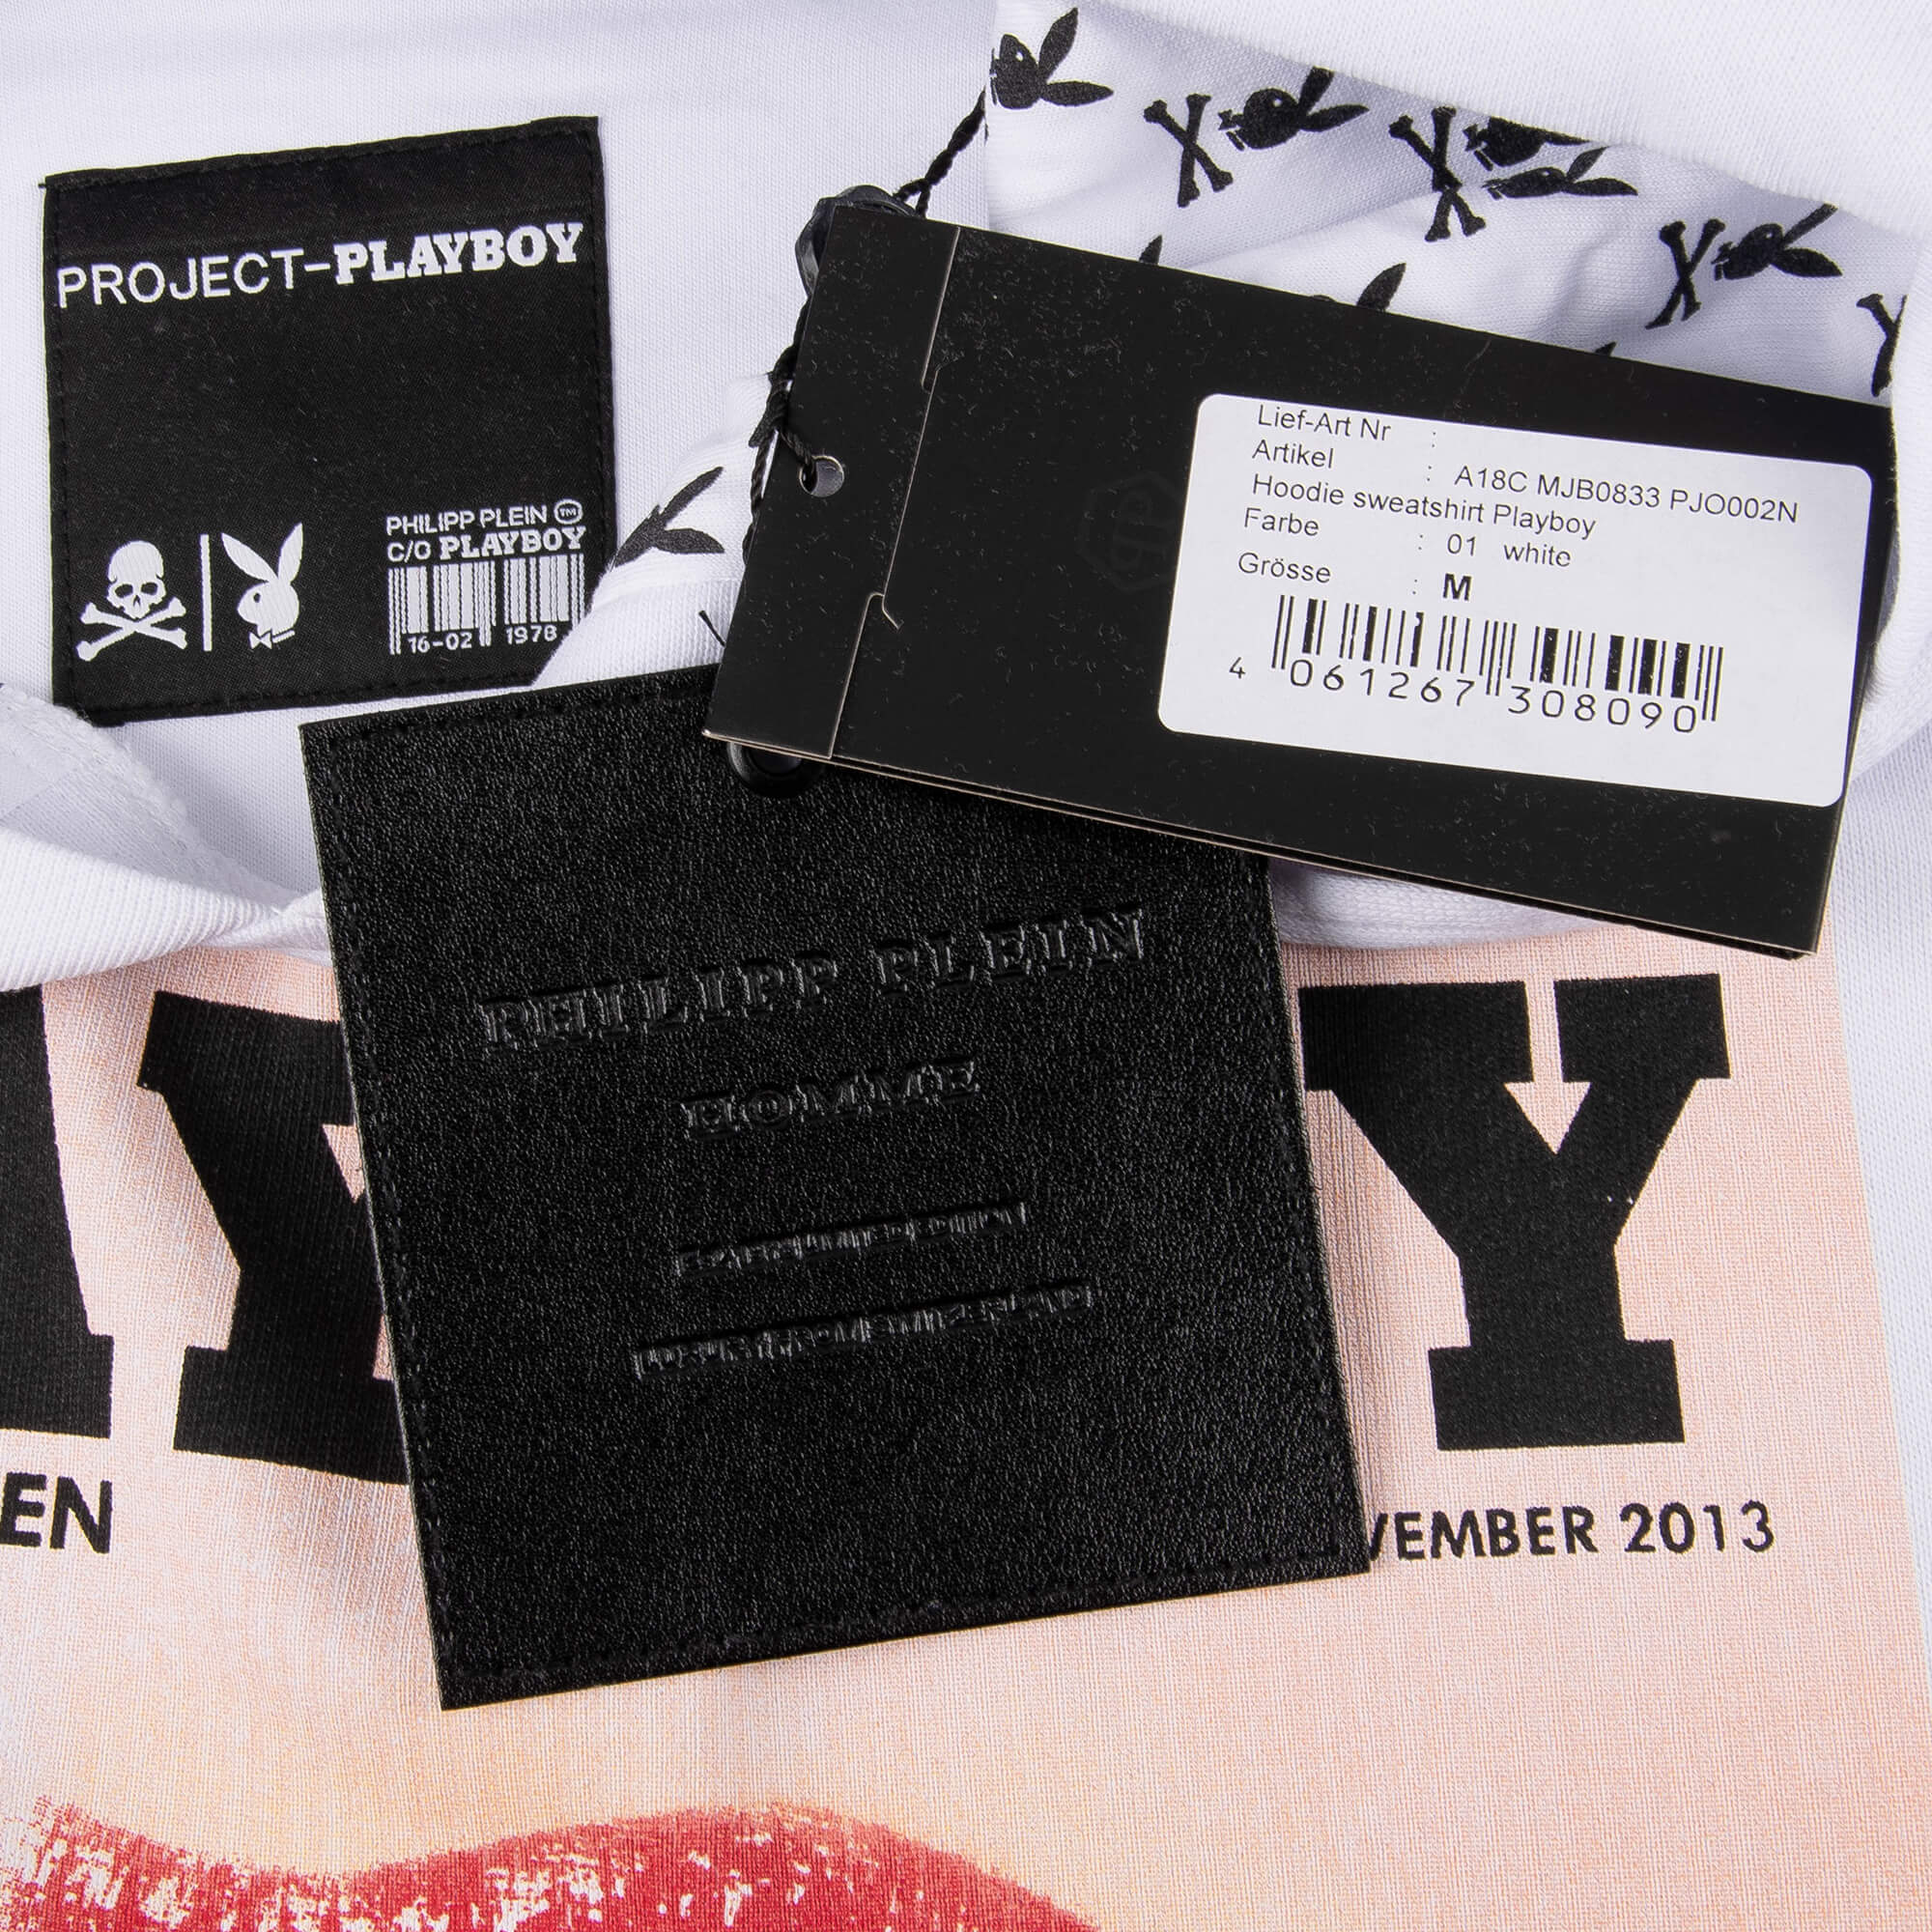 PROJECT-PLAYBOY
PHILIPP PLEIN TM
C/O PLAYBOY
16-02 1978
Lief-Art Nr :
Artikel : A18C MJB0833 PJO002N
Hoodie sweatshirt Playboy
Farbe : 01 white
Grösse : M
4 061267 308090
PHILIPP PLEIN
HOMME
Y Y
EN
VEMBER 2013